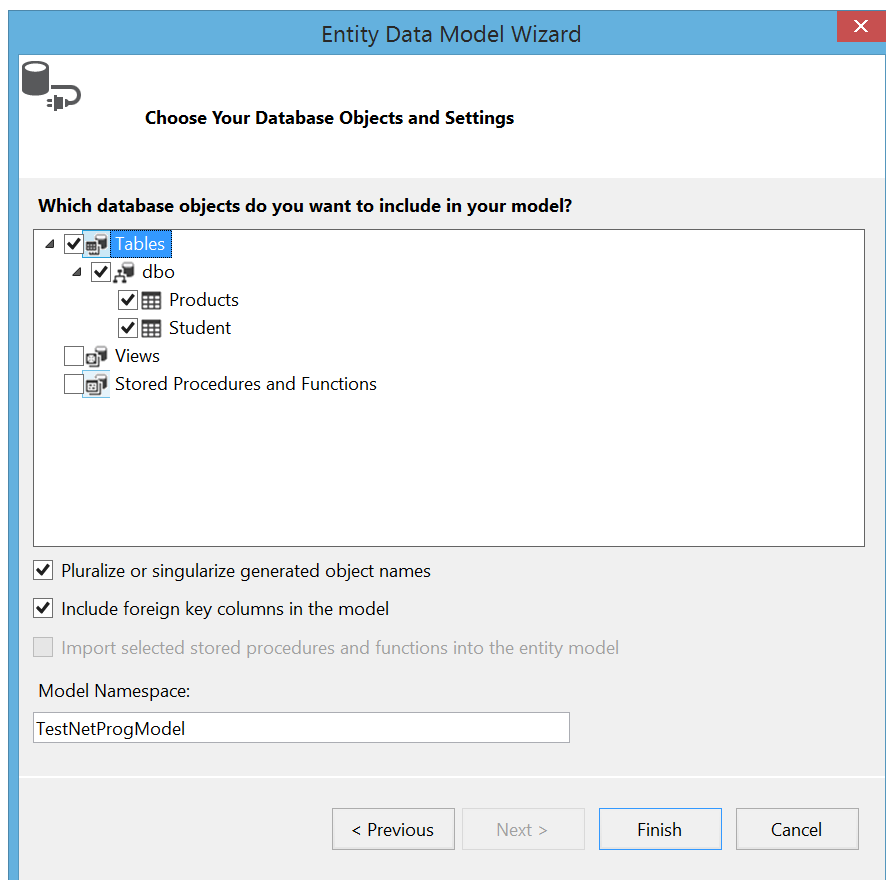 Entity Data Model Wizard
Choose Your Database Objects and Settings
Which database objects do you want to include in your model?
Tables
dbo
Products
Student
Views
Stored Procedures and Functions
Pluralize or singularize generated object names
Include foreign key columns in the model
Import selected stored procedures and functions into the entity model
Model Namespace:
TestNetProgModel
< Previous Next > Finish Cancel